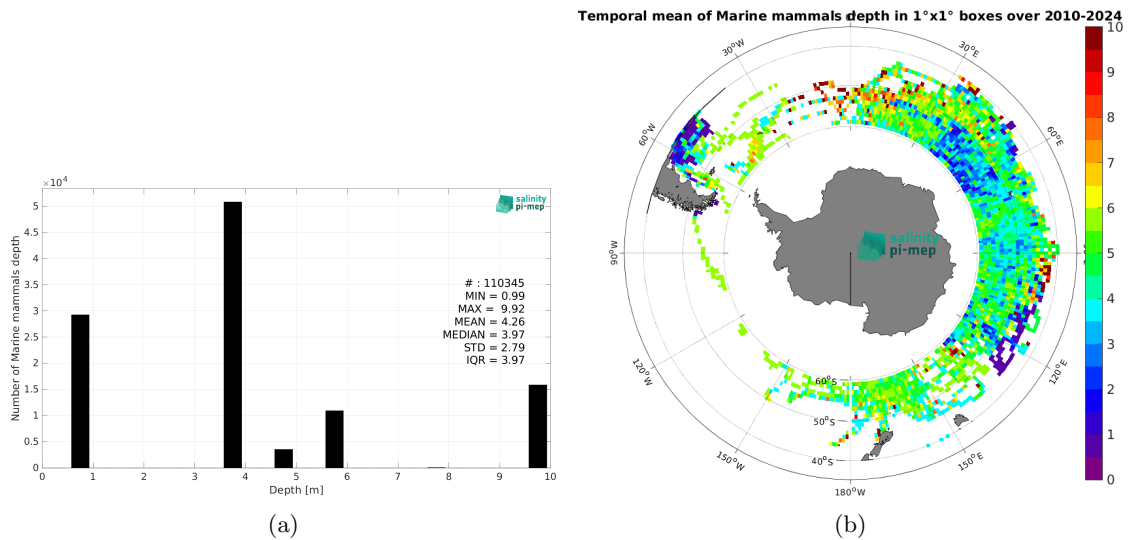 Temporal mean of Marine mammals depth in 1°x1° boxes over 2010-2024
×10⁴
5
4.5
4
3.5
3
2.5
2
1.5
1
0.5
0
Number of Marine mammals depth
0 1 2 3 4 5 6 7 8 9 10
Depth [m]
salinity
pi-mep
# : 110345
MIN = 0.99
MAX = 9.92
MEAN = 4.26
MEDIAN = 3.97
STD = 2.79
IQR = 3.97
(a)
30°W
30°E
60°W
60°E
90°W
120°W
120°E
150°W
150°E
180°W
60°S
50°S
40°S
salinity
pi-mep
10
9
8
7
6
5
4
3
2
1
0
(b)